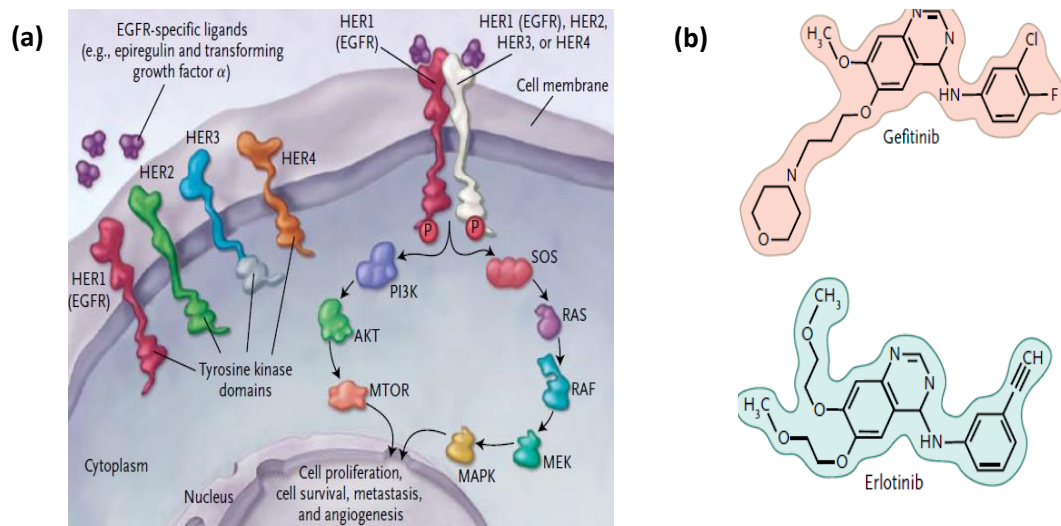 (a)
EGFR-specific ligands
(e.g., epiregulin and transforming
growth factor α)
HER1
(EGFR)
HER1 (EGFR), HER2,
HER3, or HER4
Cell membrane
HER3
HER4
HER2
HER1
(EGFR)
P
P
PI3K
SOS
AKT
RAS
Tyrosine kinase
domains
MTOR
RAF
MEK
MAPK
Cytoplasm
Nucleus
Cell proliferation,
cell survival, metastasis,
and angiogenesis
(b)
N
H3C
N
O
Cl
HN
F
O
Gefitinib
N
O
CH3
O
CH
N
H3C
N
O
O
O
HN
O
Erlotinib